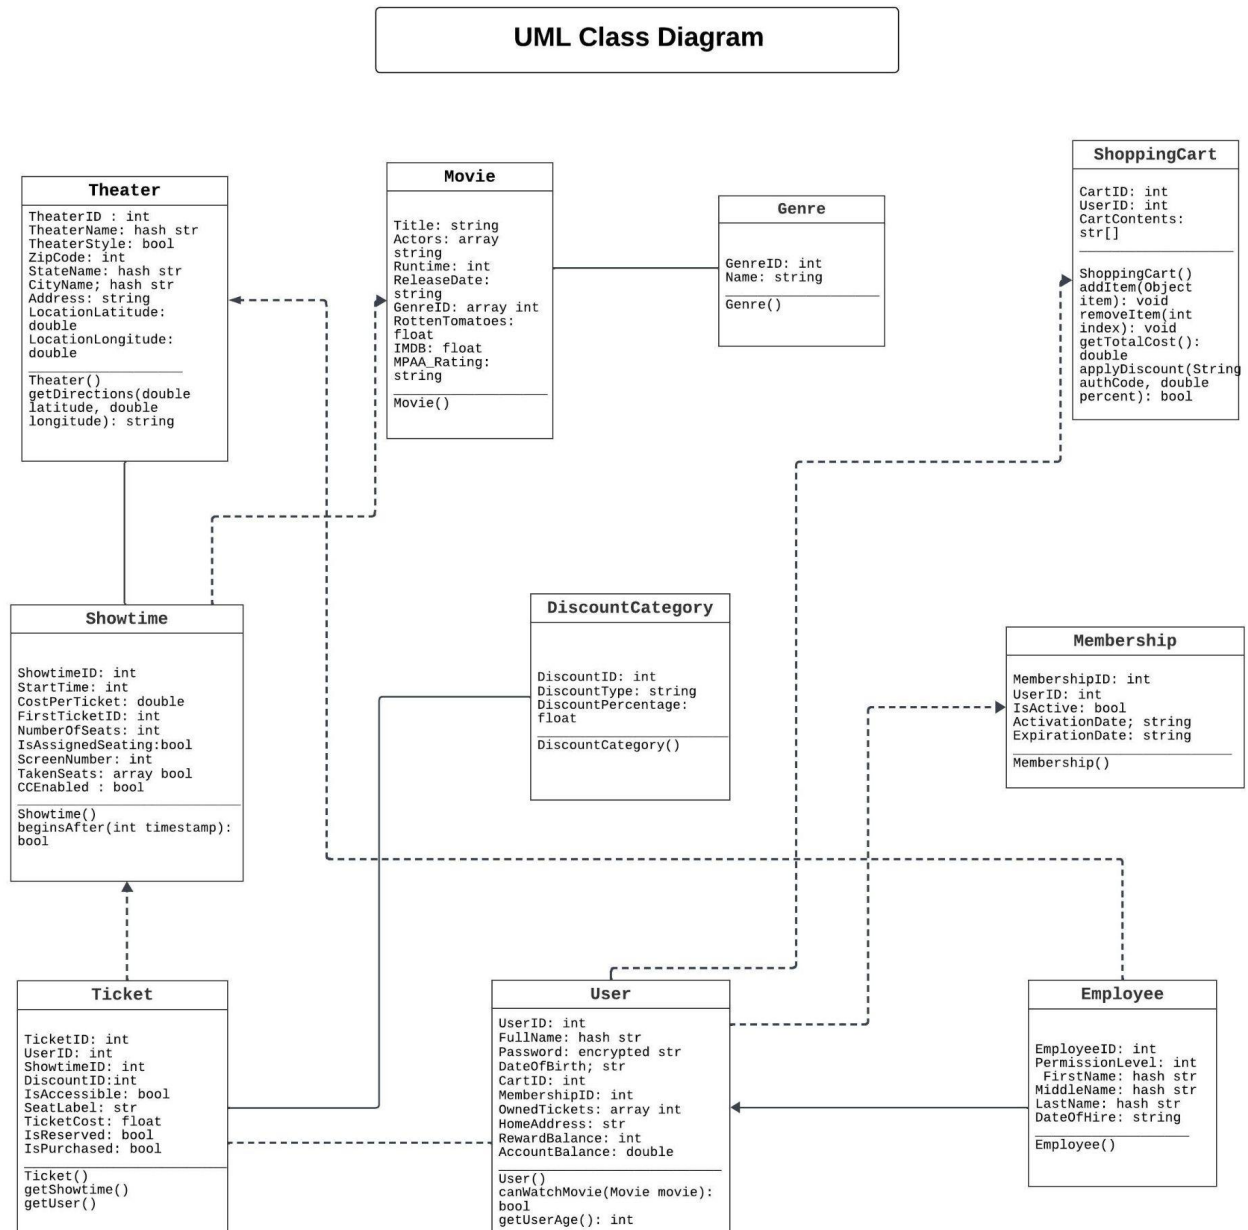 UML Class Diagram
Theater
TheaterID : int
TheaterName: hash str
TheaterStyle: bool
ZipCode: int
StateName: hash str
CityName; hash str
Address: string
LocationLatitude:
double
LocationLongitude:
double
Theater()
getDirections(double
latitude, double
longitude): string
Movie
Title: string
Actors: array
string
Runtime: int
ReleaseDate:
string
GenreID: array int
RottenTomatoes:
float
IMDB: float
MPAA_Rating:
string
Movie()
Genre
GenreID: int
Name: string
Genre()
ShoppingCart
CartID: int
UserID: int
CartContents:
str[]
ShoppingCart()
addItem(Object
item): void
removeItem(int
index): void
getTotalCost():
double
applyDiscount(String
authCode, double
percent): bool
Showtime
ShowtimeID: int
StartTime: int
CostPerTicket: double
FirstTicketID: int
NumberOfSeats: int
IsAssignedSeating:bool
ScreenNumber: int
TakenSeats: array bool
CCEnabled : bool
Showtime()
beginsAfter(int timestamp):
bool
DiscountCategory
DiscountID: int
DiscountType: string
DiscountPercentage:
float
DiscountCategory()
Membership
MembershipID: int
UserID: int
IsActive: bool
ActivationDate; string
ExpirationDate: string
Membership()
Ticket
TicketID: int
UserID: int
ShowtimeID: int
DiscountID:int
IsAccessible: bool
SeatLabel: str
TicketCost: float
IsReserved: bool
IsPurchased: bool
Ticket()
getShowtime()
getUser()
User
UserID: int
FullName: hash str
Password: encrypted str
DateOfBirth; str
CartID: int
MembershipID: int
OwnedTickets: array int
HomeAddress: str
RewardBalance: int
AccountBalance: double
User()
canWatchMovie(Movie movie):
bool
getUserAge(): int
Employee
EmployeeID: int
PermissionLevel: int
FirstName: hash str
MiddleName: hash str
LastName: hash str
DateOfHire: string
Employee()